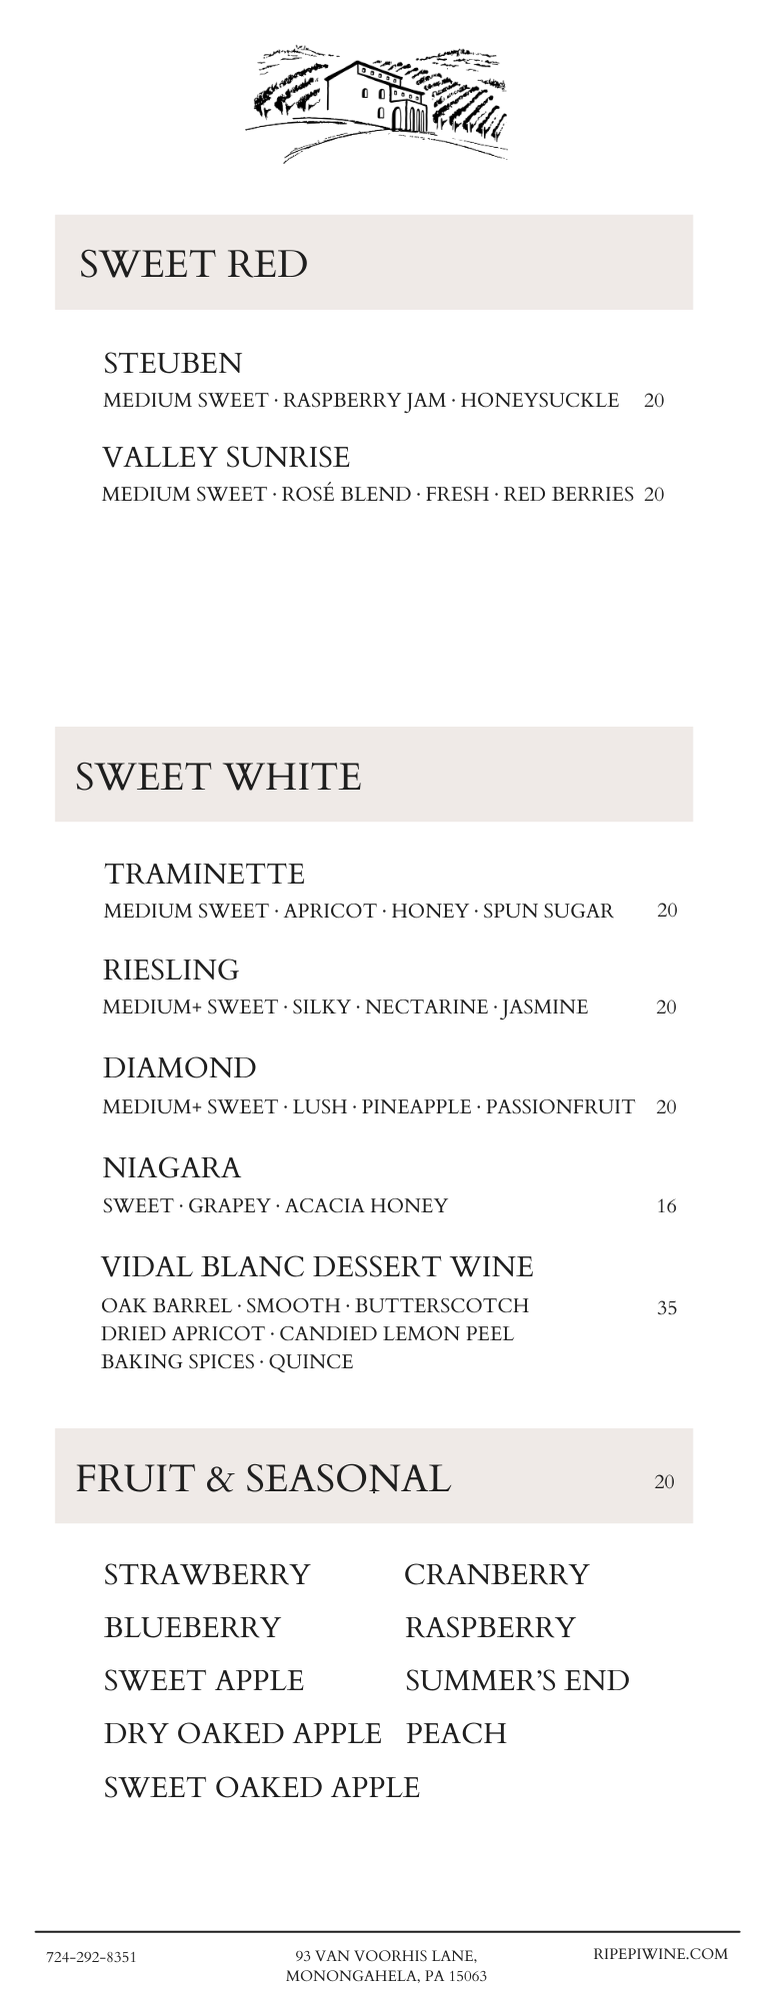 SWEET RED
STEUBEN
MEDIUM SWEET · RASPBERRY JAM · HONEYSUCKLE 20
VALLEY SUNRISE
MEDIUM SWEET · ROSÉ BLEND · FRESH · RED BERRIES 20
SWEET WHITE
TRAMINETTE
MEDIUM SWEET · APRICOT · HONEY · SPUN SUGAR 20
RIESLING
MEDIUM+ SWEET · SILKY · NECTARINE · JASMINE 20
DIAMOND
MEDIUM+ SWEET · LUSH · PINEAPPLE · PASSIONFRUIT 20
NIAGARA
SWEET · GRAPEY · ACACIA HONEY 16
VIDAL BLANC DESSERT WINE
OAK BARREL · SMOOTH · BUTTERSCOTCH 35
DRIED APRICOT · CANDIED LEMON PEEL
BAKING SPICES · QUINCE
FRUIT & SEASONAL 20
STRAWBERRY CRANBERRY
BLUEBERRY RASPBERRY
SWEET APPLE SUMMER’S END
DRY OAKED APPLE PEACH
SWEET OAKED APPLE
724-292-8351 93 VAN VOORHIS LANE, RIPEPIWINE.COM
MONONGAHELA, PA 15063